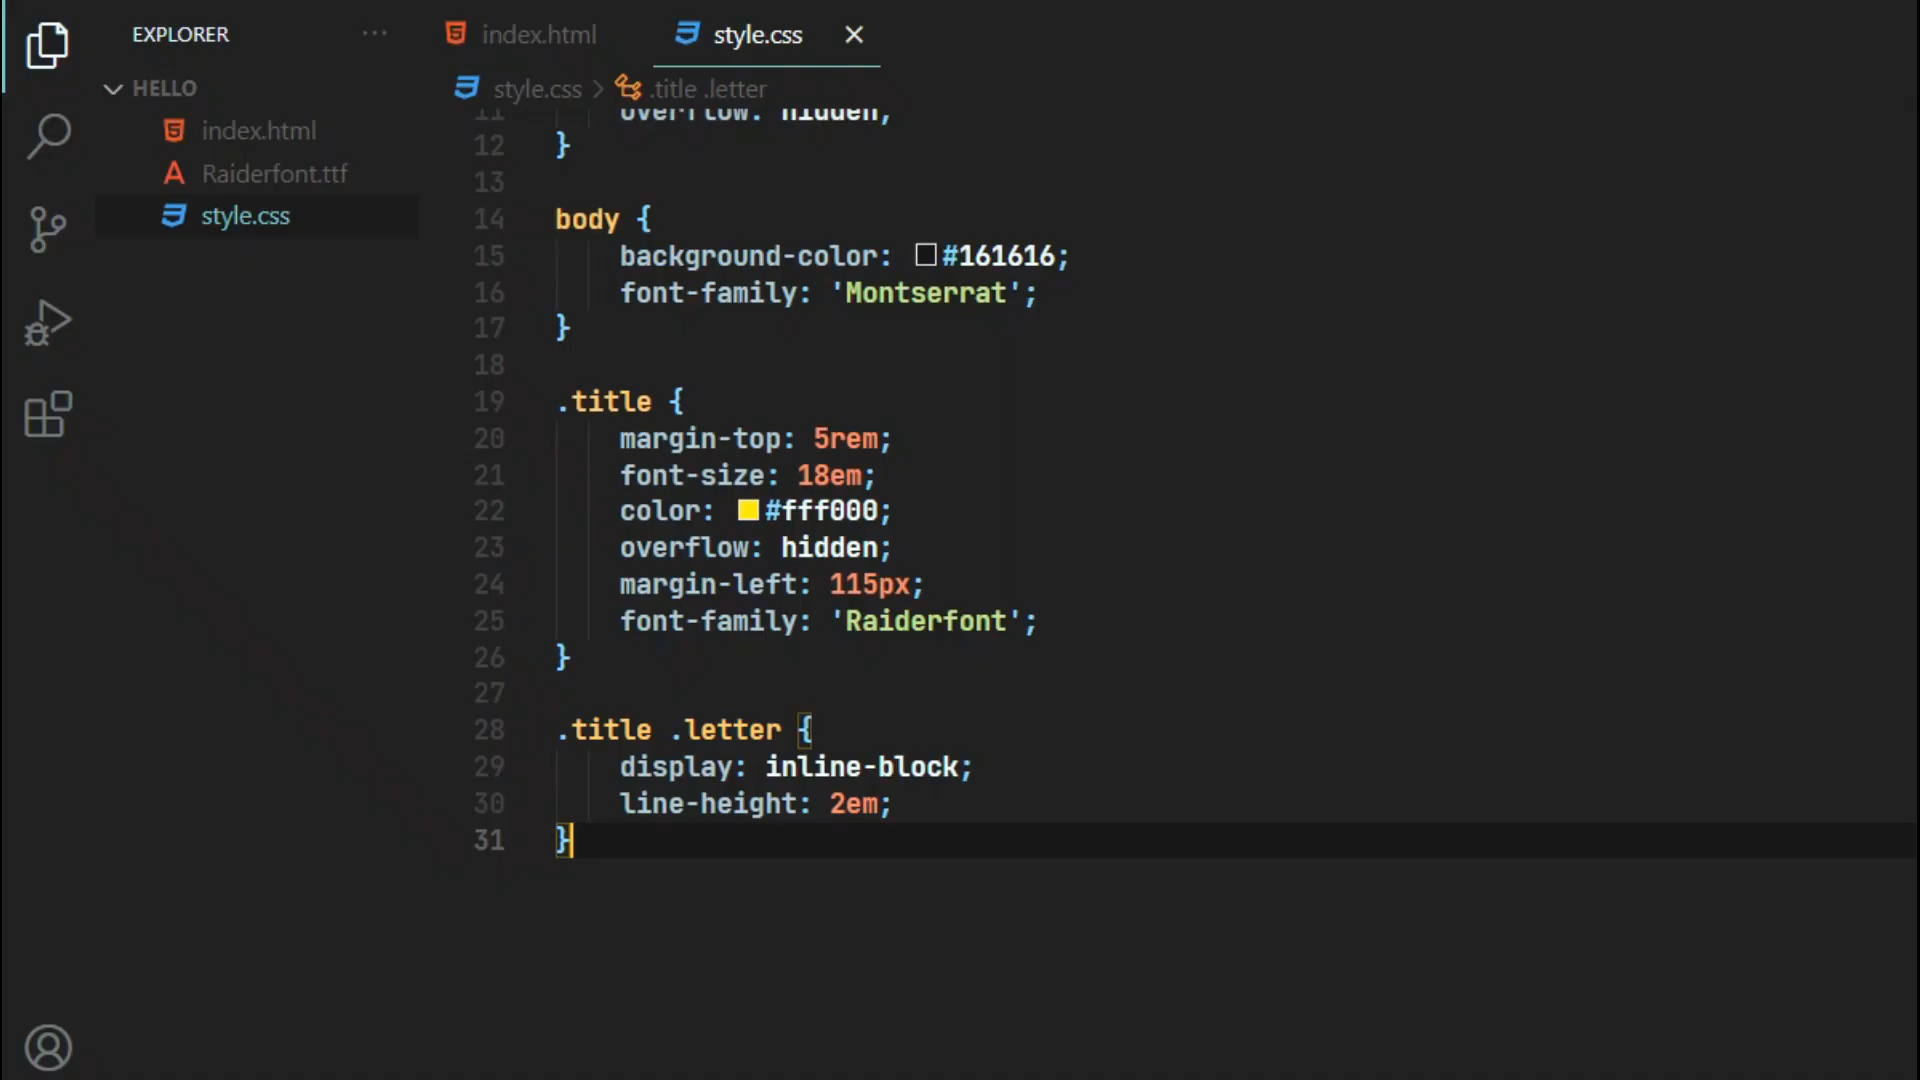 EXPLORER
HELLO
index.html
Raiderfont.ttf
style.css
index.html
style.css
style.css > .title .letter
11 overflow: hidden;
12 }
13
14 body {
15 background-color: #161616;
16 font-family: 'Montserrat';
17 }
18
19 .title {
20 margin-top: 5rem;
21 font-size: 18em;
22 color: #fff000;
23 overflow: hidden;
24 margin-left: 115px;
25 font-family: 'Raiderfont';
26 }
27
28 .title .letter {
29 display: inline-block;
30 line-height: 2em;
31 }